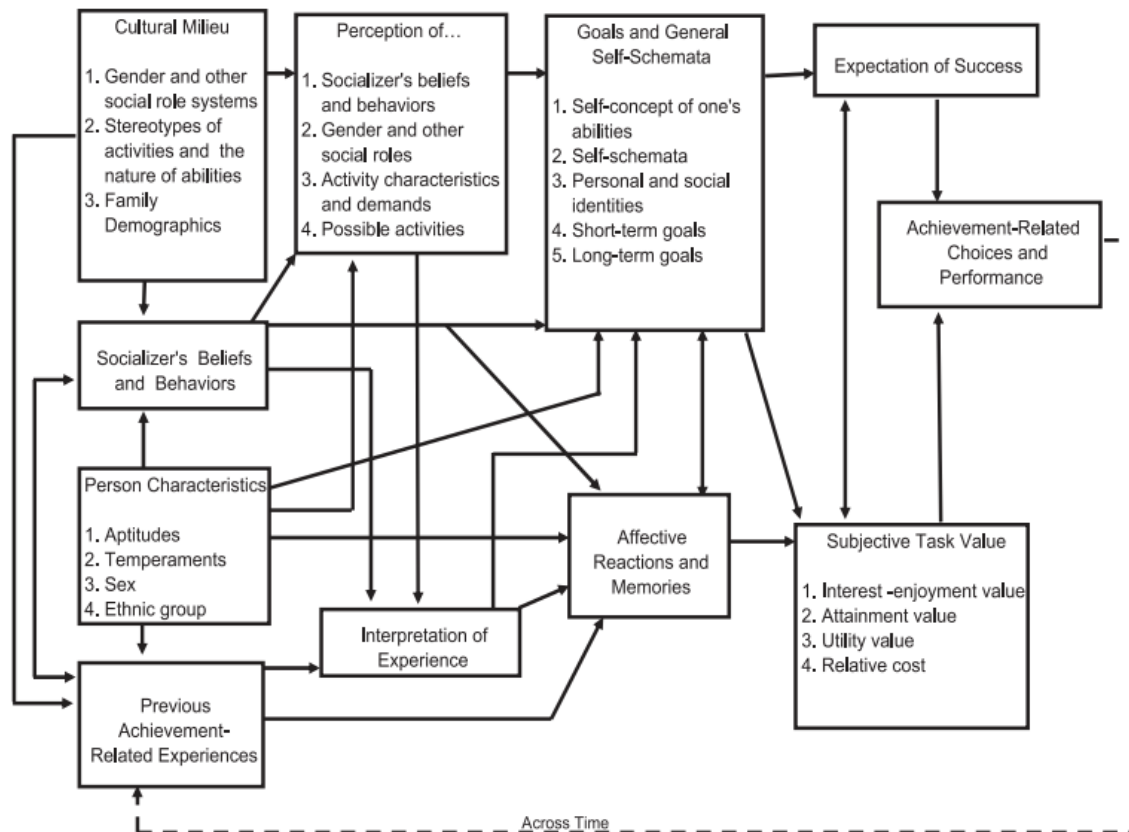 Cultural Milieu
1. Gender and other
social role systems
2. Stereotypes of
activities and the
nature of abilities
3. Family
Demographics
Perception of...
1. Socializer's beliefs
and behaviors
2. Gender and other
social roles
3. Activity characteristics
and demands
4. Possible activities
Goals and General
Self-Schemata
1. Self-concept of one's
abilities
2. Self-schemata
3. Personal and social
identities
4. Short-term goals
5. Long-term goals
Expectation of Success
Achievement-Related
Choices and
Performance
Socializer's Beliefs
and Behaviors
Person Characteristics
1. Aptitudes
2. Temperaments
3. Sex
4. Ethnic group
Previous
Achievement-
Related Experiences
Interpretation of
Experience
Affective
Reactions and
Memories
Subjective Task Value
1. Interest -enjoyment value
2. Attainment value
3. Utility value
4. Relative cost
Across Time